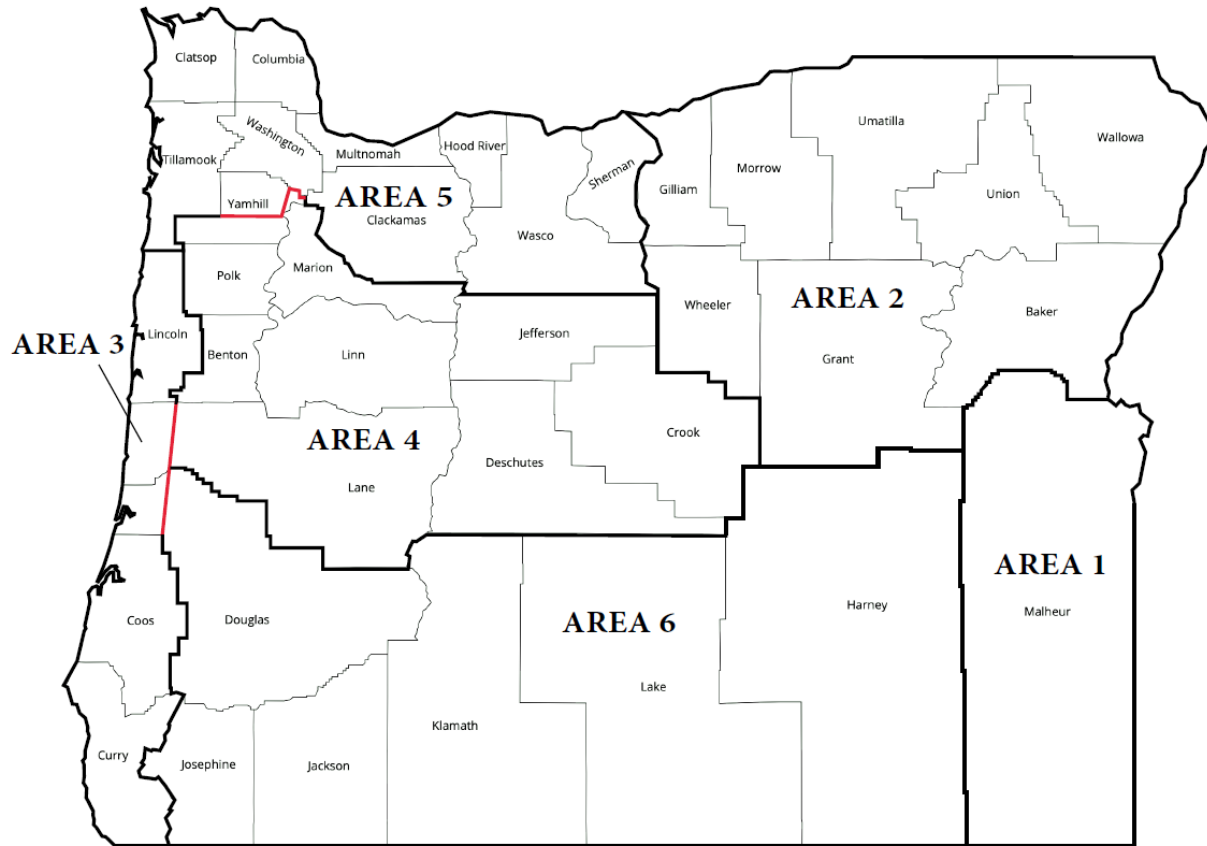 Clatsop
Columbia
Washington
Tillamook
Multnomah
Hood River
Sherman
Gilliam
Morrow
Umatilla
Wallowa
Union
Yamhill
AREA 5
Clackamas
Wasco
Polk
Marion
Wheeler
AREA 2
Grant
Baker
AREA 3
Lincoln
Benton
Linn
Jefferson
AREA 4
Lane
Deschutes
Crook
Coos
Douglas
AREA 6
Lake
Harney
AREA 1
Malheur
Curry
Josephine
Jackson
Klamath